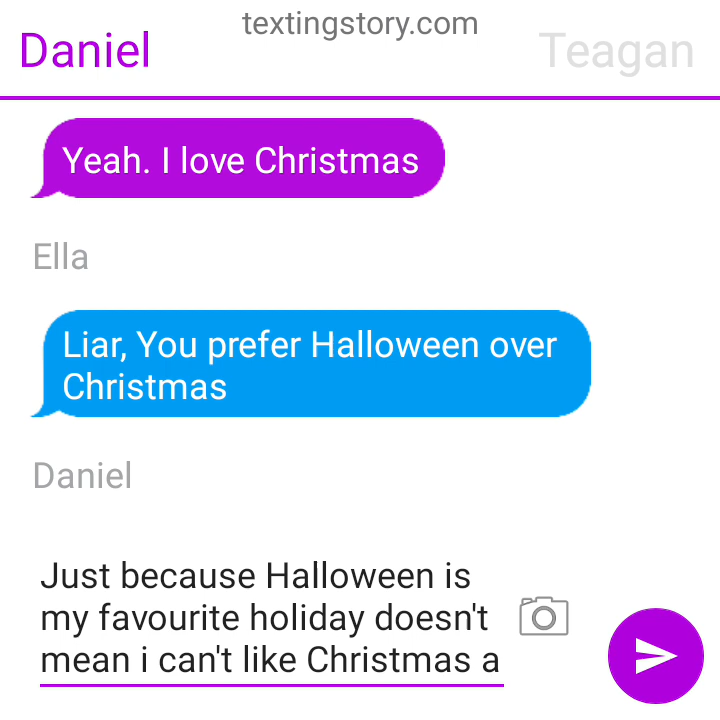 textingstory.com
Daniel
Teagan
Yeah. I love Christmas
Ella
Liar, You prefer Halloween over
Christmas
Daniel
Just because Halloween is
my favourite holiday doesn't
mean i can't like Christmas a